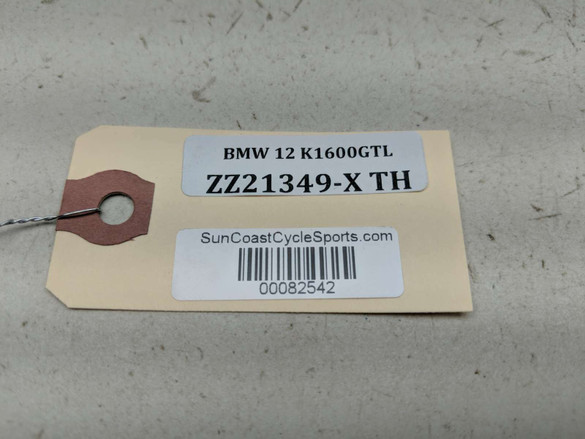 BMW 12 K1600GTL
ZZ21349-X TH
SunCoastCycleSports.com
00082542